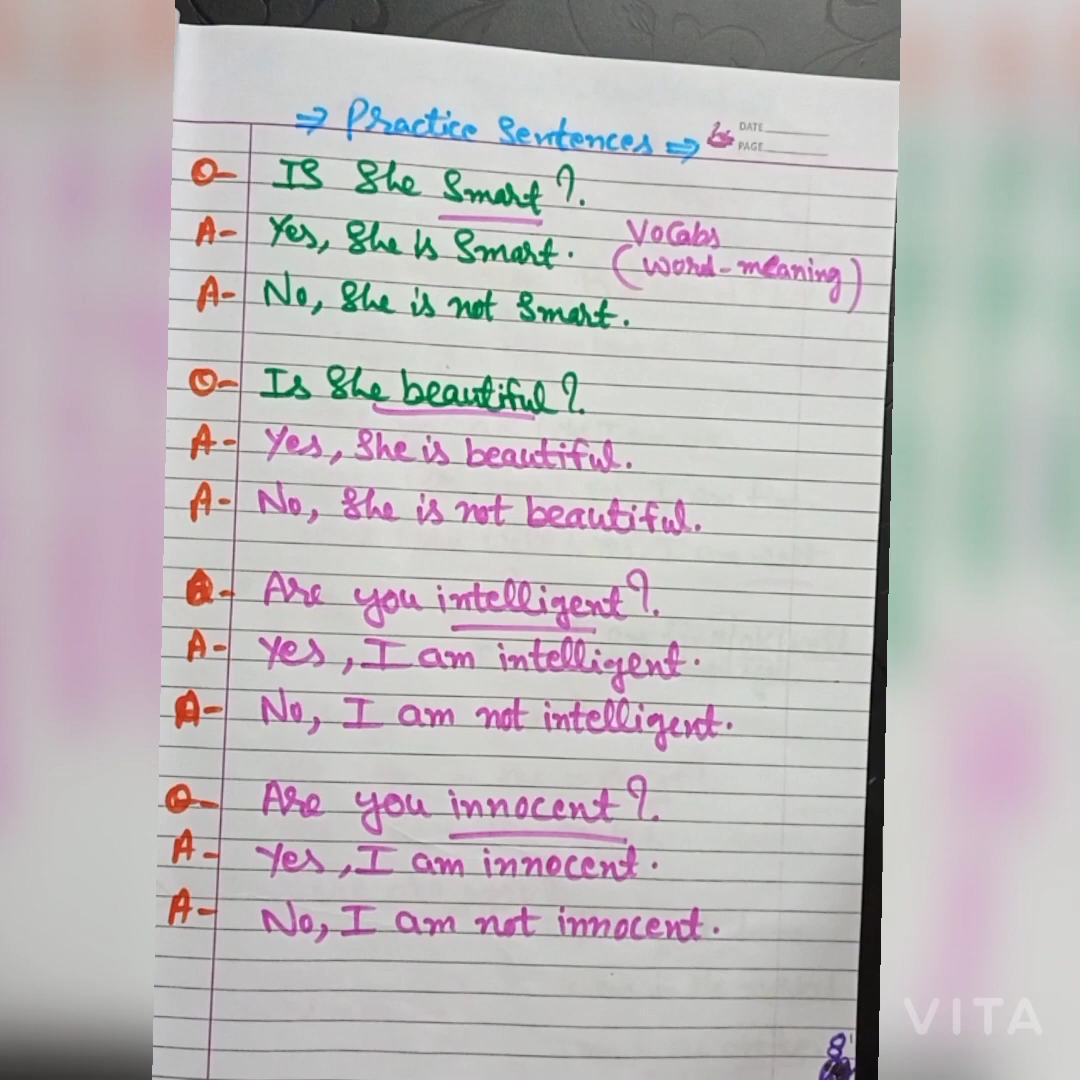 ⇒ Practice Sentences ⇒
DATE
PAGE
Q- Is She Smart?.
A- Yes, She is Smart.
Vocabs
(word-meaning)
A- No, She is not Smart.
Q- Is She beautiful?.
A- Yes, She is beautiful.
A- No, She is not beautiful.
Q- Are you intelligent?.
A- Yes, I am intelligent.
A- No, I am not intelligent.
Q- Are you innocent?.
A- Yes, I am innocent.
A- No, I am not innocent.
VITA